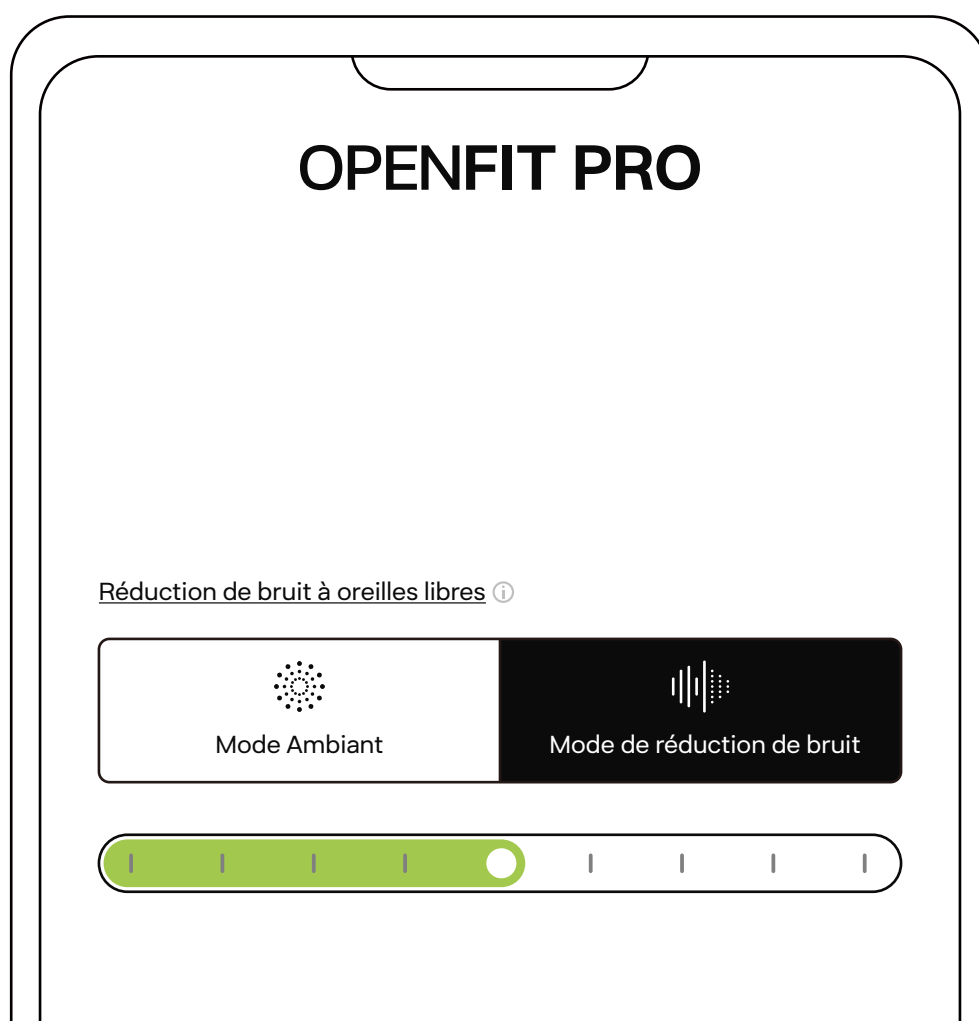 OPENFIT PRO
Réduction de bruit à oreilles libres
Mode Ambiant
Mode de réduction de bruit